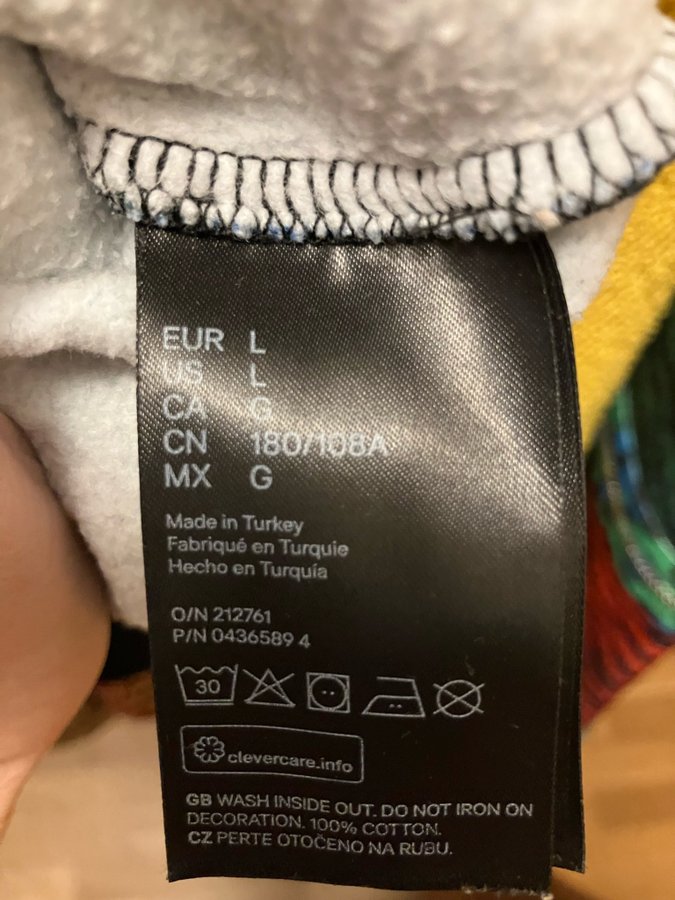 EUR L
US L
CA G
CN 180/108A
MX G
Made in Turkey
Fabriqué en Turquie
Hecho en Turquía
O/N 212761
P/N 0436589 4
30
clevercare.info
GB WASH INSIDE OUT. DO NOT IRON ON
DECORATION. 100% COTTON.
CZ PERTE OTOČENO NA RUBU.